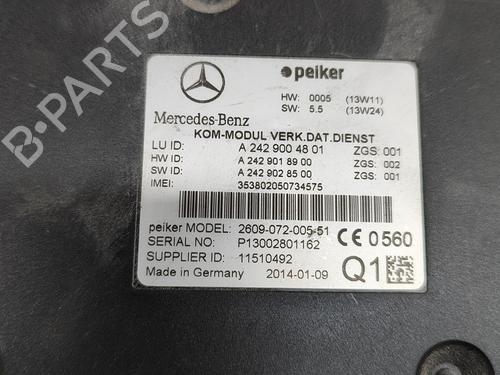 peiker
HW: 0005 (13W11)
SW: 5.5 (13W24)
Mercedes-Benz
KOM-MODUL VERK.DAT.DIENST
LU ID: A 242 900 48 01 ZGS: 001
HW ID: A 242 901 89 00 ZGS: 002
SW ID: A 242 902 85 00 ZGS: 001
IMEI: 353802050734575
peiker MODEL: 2609-072-005-51
SERIAL NO: P13002801162 CE 0560
SUPPLIER ID: 11510492
Made in Germany 2014-01-09 Q1
B-PARTS